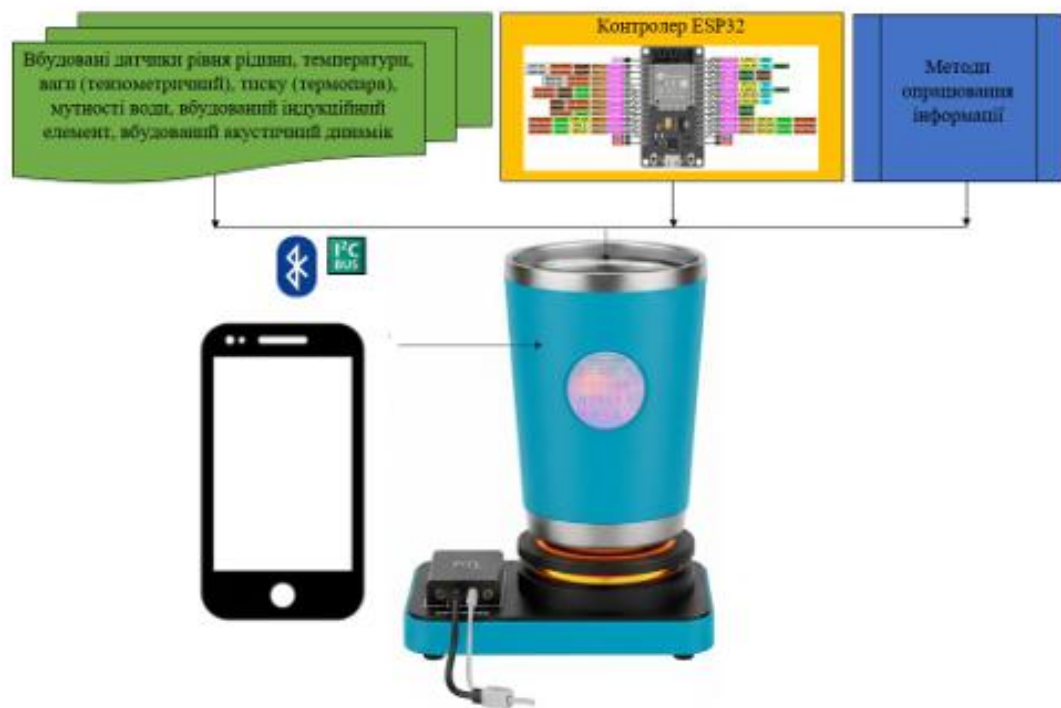 Вбудовані датчики рівня рідини, температури,
ваги (тензометричний), тиску (термопара),
мутності води, вбудований індукційний
елемент, вбудований акустичний динамік
Контролер ESP32
Методи
опрацювання
інформації
I²C
BUS